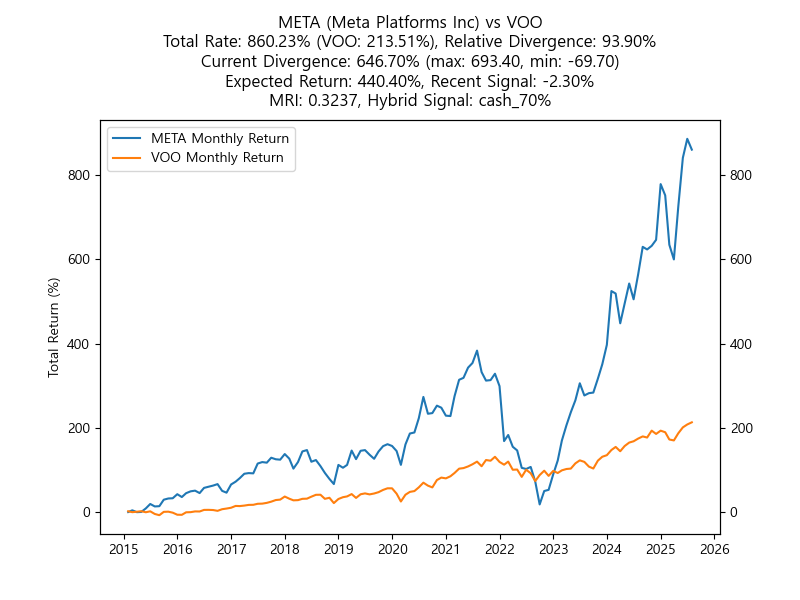 META (Meta Platforms Inc) vs VOO
Total Rate: 860.23% (VOO: 213.51%), Relative Divergence: 93.90%
Current Divergence: 646.70% (max: 693.40, min: -69.70)
Expected Return: 440.40%, Recent Signal: -2.30%
MRI: 0.3237, Hybrid Signal: cash_70%
META Monthly Return
VOO Monthly Return
Total Return (%)
800
600
400
200
0
800
600
400
200
0
2015 2016 2017 2018 2019 2020 2021 2022 2023 2024 2025 2026